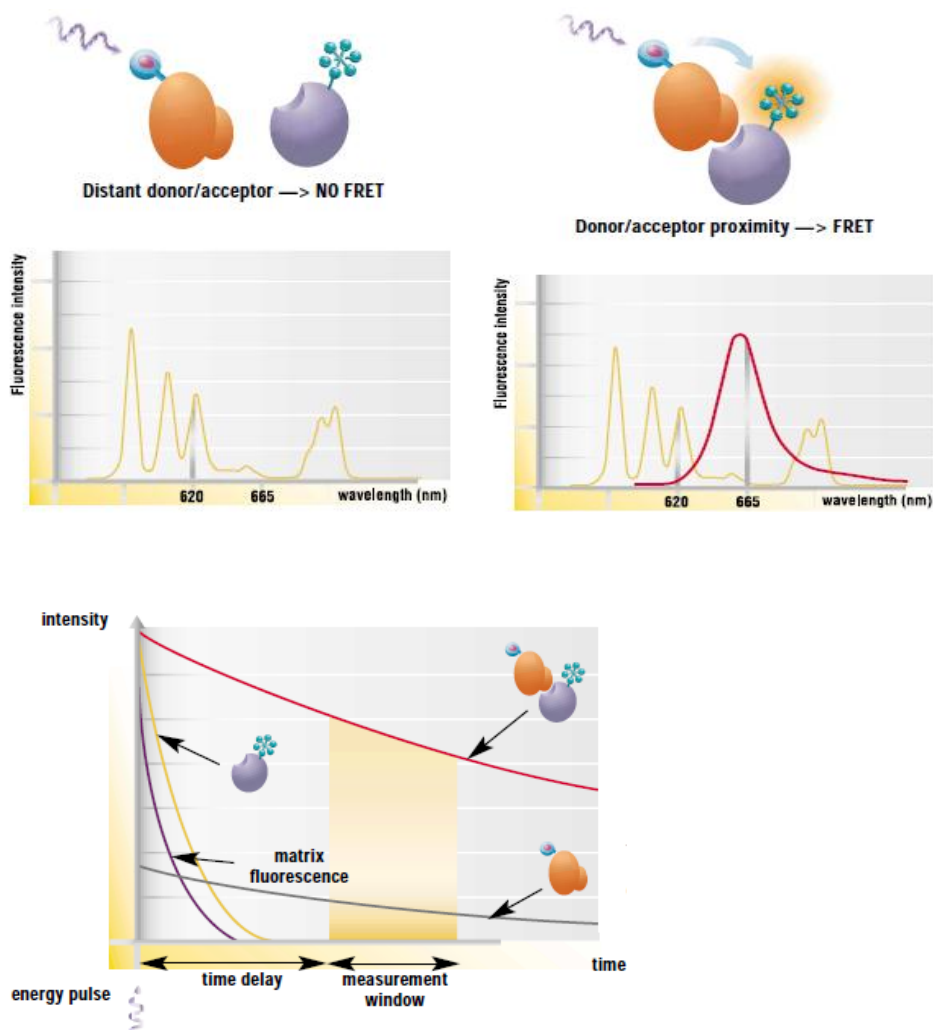 Distant donor/acceptor —> NO FRET
Donor/acceptor proximity —> FRET
Fluorescence intensity
620
665
wavelength (nm)
Fluorescence intensity
620
665
wavelength (nm)
intensity
matrix
fluorescence
time delay
measurement
window
time
energy pulse